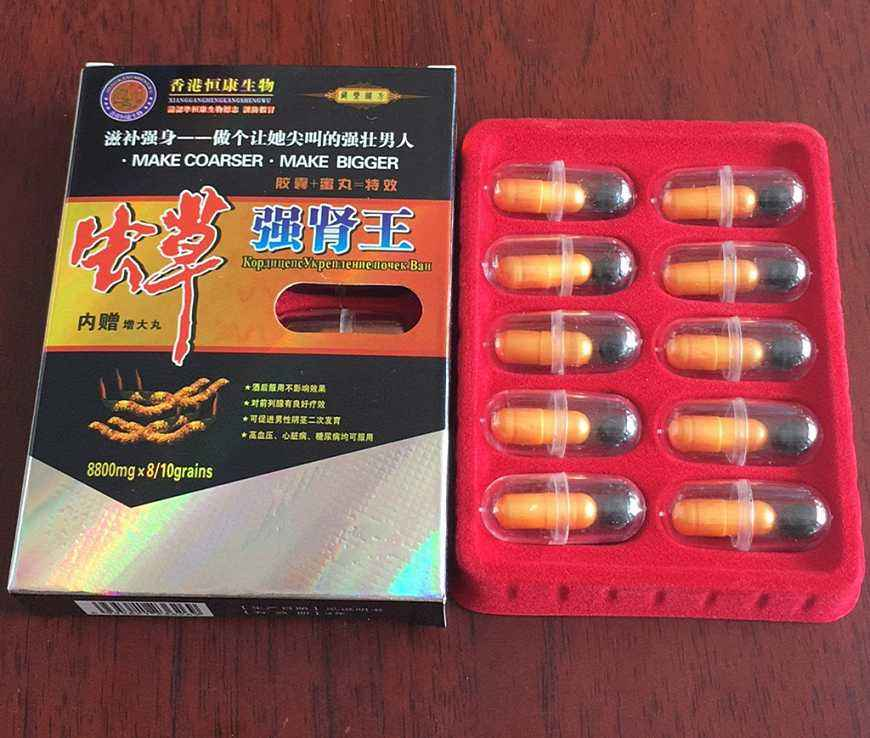 香港恒康生物
XIANGGANGHENGKANGSHENGWU
滋补强身——做个让她尖叫的强壮男人
· MAKE COARSER · MAKE BIGGER
胶囊+蜜丸=特效
虫草
强肾王
КордицепсУкрепление почек Ван
内赠 增大丸
★酒后服用不影响效果
★对前列腺有良好疗效
★可促进男性阴茎二次发育
★高血压、心脏病、糖尿病均可服用
8800mg×8/10grains